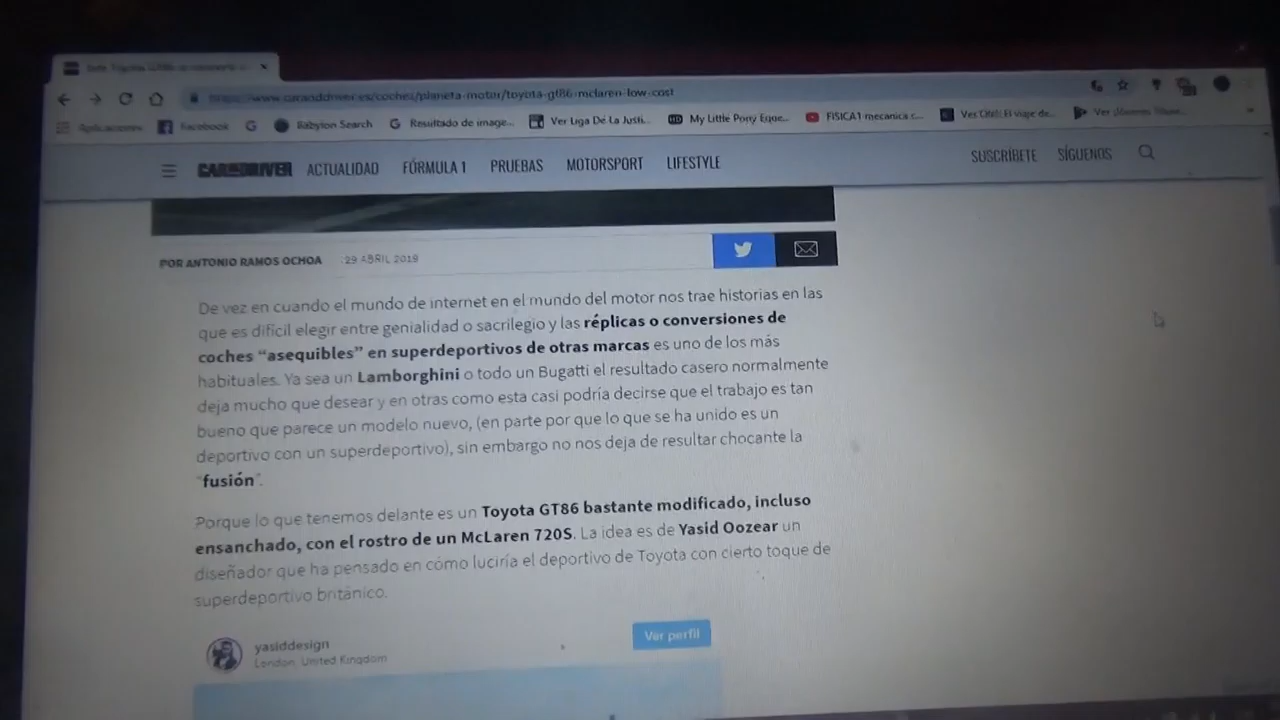 https://www.caranddriver.es/coches/planeta-motor/toyota-gt86-mclaren-low-cost
Aplicaciones Facebook Babylon Search Resultado de image... Ver Liga De La Justi... My Little Pony Eque... FISICA1 mecanica r...
CAR AND DRIVER ACTUALIDAD FÓRMULA 1 PRUEBAS MOTORSPORT LIFESTYLE SUSCRÍBETE SÍGUENOS
POR ANTONIO RAMOS OCHOA 29 ABRIL 2019
De vez en cuando el mundo de internet en el mundo del motor nos trae historias en las
que es difícil elegir entre genialidad o sacrilegio y las réplicas o conversiones de
coches “asequibles” en superdeportivos de otras marcas es uno de los más
habituales. Ya sea un Lamborghini o todo un Bugatti el resultado casero normalmente
deja mucho que desear y en otras como esta casi podría decirse que el trabajo es tan
bueno que parece un modelo nuevo, (en parte por que lo que se ha unido es un
deportivo con un superdeportivo), sin embargo no nos deja de resultar chocante la
“fusión”.
Porque lo que tenemos delante es un Toyota GT86 bastante modificado, incluso
ensanchado, con el rostro de un McLaren 720S. La idea es de Yasid Oozear un
diseñador que ha pensado en cómo luciría el deportivo de Toyota con cierto toque de
superdeportivo británico.
yasiddesign
London, United Kingdom
Ver perfil